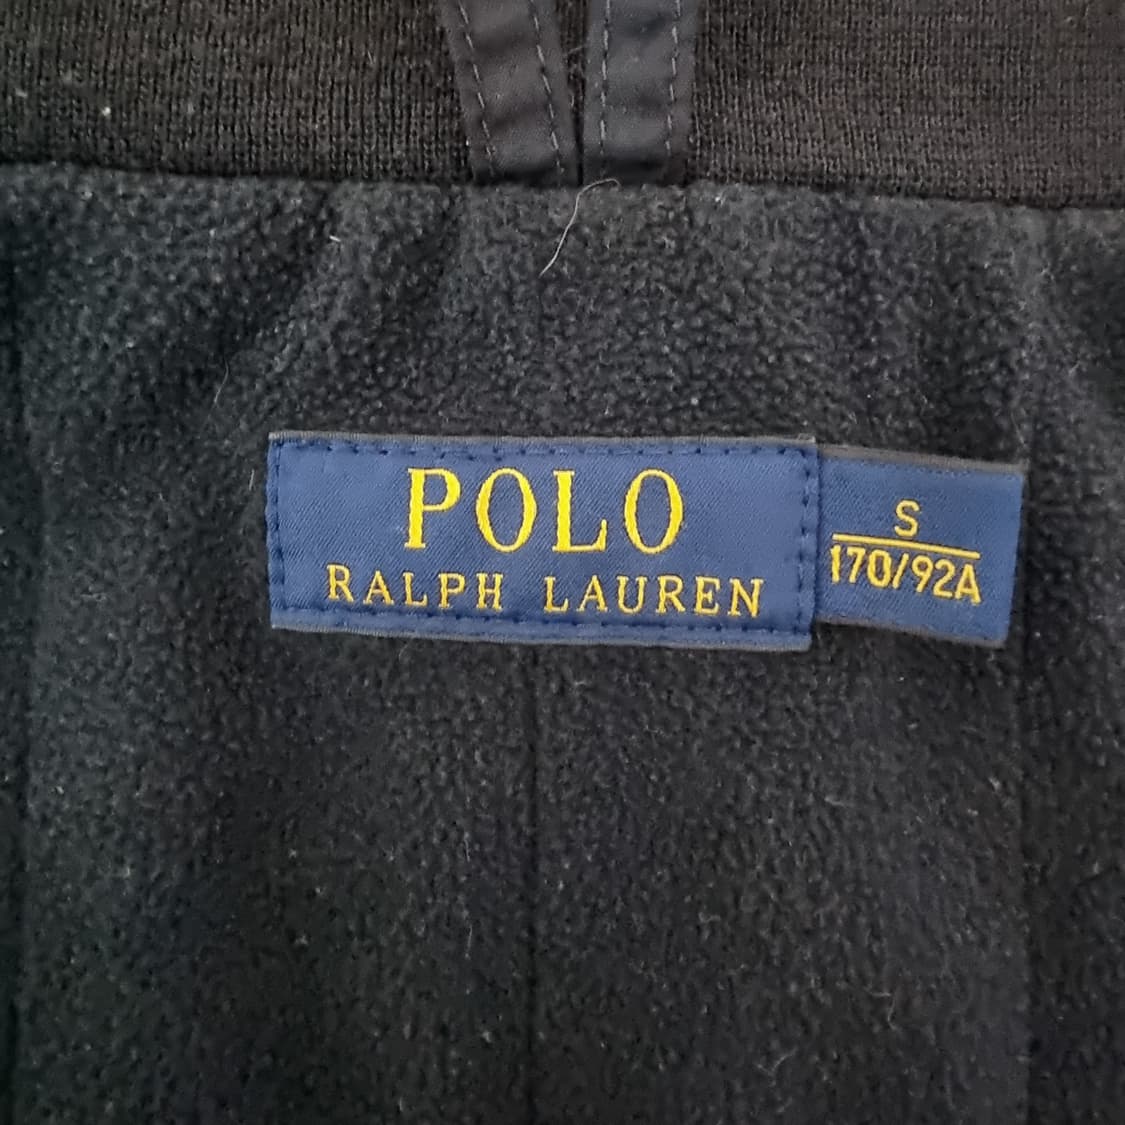 POLO
RALPH LAUREN
S
170/92A